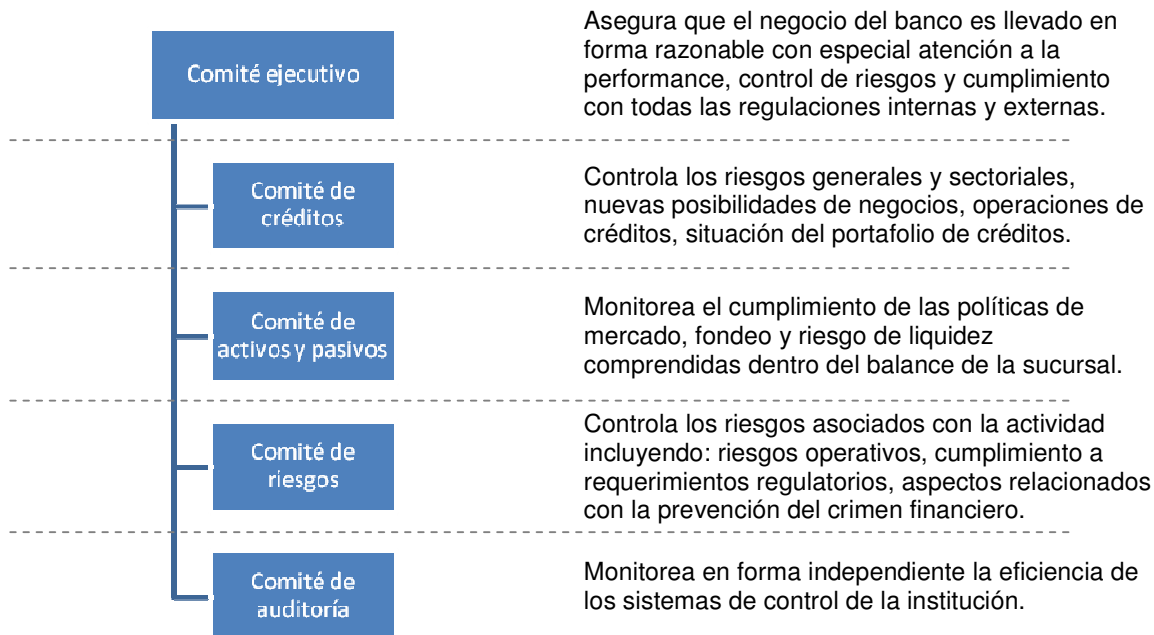 Comité ejecutivo
Asegura que el negocio del banco es llevado en
forma razonable con especial atención a la
performance, control de riesgos y cumplimiento
con todas las regulaciones internas y externas.
Comité de
créditos
Controla los riesgos generales y sectoriales,
nuevas posibilidades de negocios, operaciones de
créditos, situación del portafolio de créditos.
Comité de
activos y pasivos
Monitorea el cumplimiento de las políticas de
mercado, fondeo y riesgo de liquidez
comprendidas dentro del balance de la sucursal.
Comité de
riesgos
Controla los riesgos asociados con la actividad
incluyendo: riesgos operativos, cumplimiento a
requerimientos regulatorios, aspectos relacionados
con la prevención del crimen financiero.
Comité de
auditoría
Monitorea en forma independiente la eficiencia de
los sistemas de control de la institución.